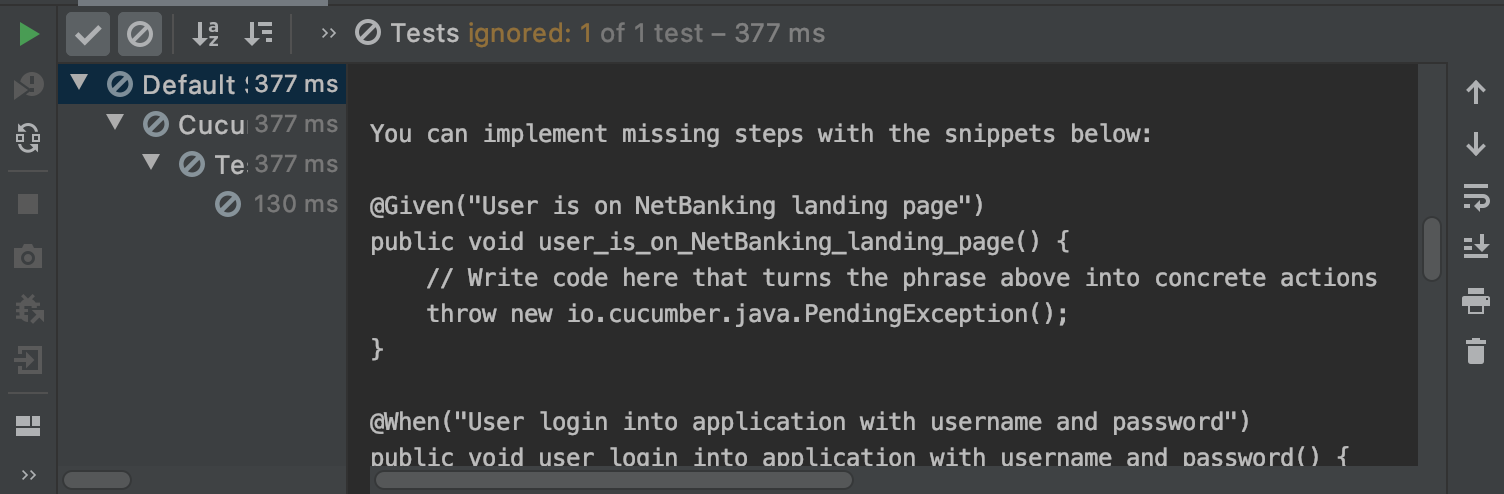 Tests ignored: 1 of 1 test – 377 ms
Default 377 ms
Cucu 377 ms
Te 377 ms
130 ms
You can implement missing steps with the snippets below:
@Given("User is on NetBanking landing page")
public void user_is_on_NetBanking_landing_page() {
// Write code here that turns the phrase above into concrete actions
throw new io.cucumber.java.PendingException();
}
@When("User login into application with username and password")
public void user_login_into_application_with_username_and_password() {